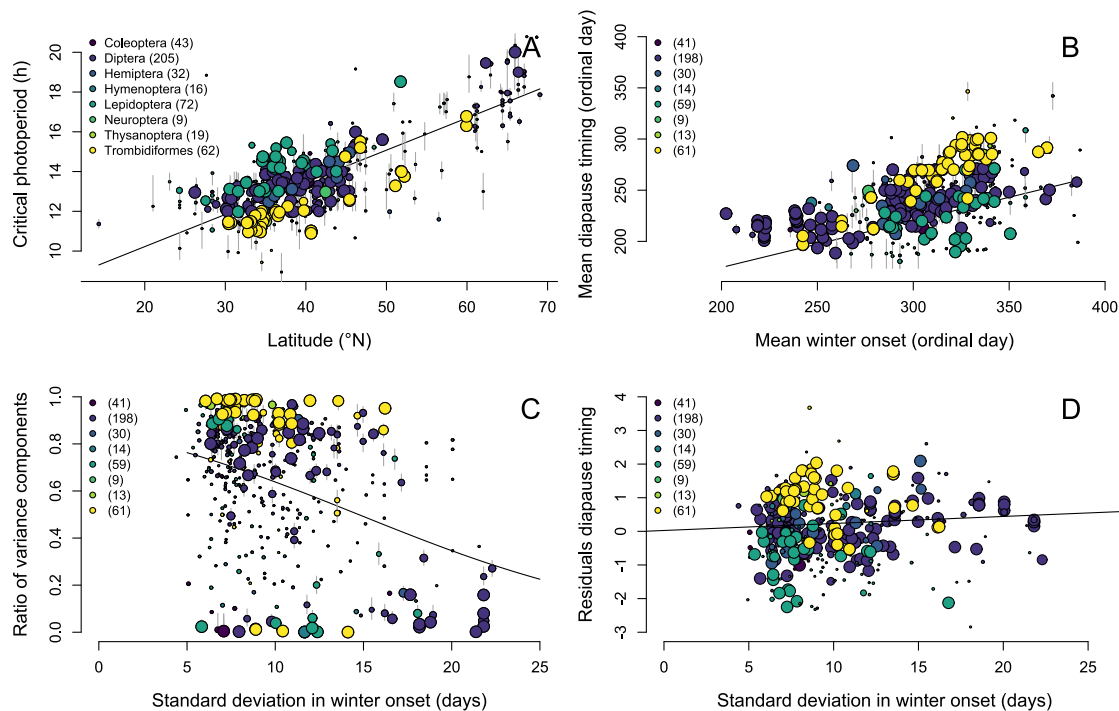 A
Critical photoperiod (h)
20
18
16
14
12
10
Coleoptera (43)
Diptera (205)
Hemiptera (32)
Hymenoptera (16)
Lepidoptera (72)
Neuroptera (9)
Thysanoptera (19)
Trombidiformes (62)
20 30 40 50 60 70
Latitude (°N)
B
Mean diapause timing (ordinal day)
400
350
300
250
200
(41)
(198)
(30)
(14)
(59)
(9)
(13)
(61)
200 250 300 350 400
Mean winter onset (ordinal day)
C
Ratio of variance components
1.0
0.8
0.6
0.4
0.2
0.0
(41)
(198)
(30)
(14)
(59)
(9)
(13)
(61)
0 5 10 15 20 25
Standard deviation in winter onset (days)
D
Residuals diapause timing
4
3
2
1
0
-1
-2
-3
(41)
(198)
(30)
(14)
(59)
(9)
(13)
(61)
0 5 10 15 20 25
Standard deviation in winter onset (days)